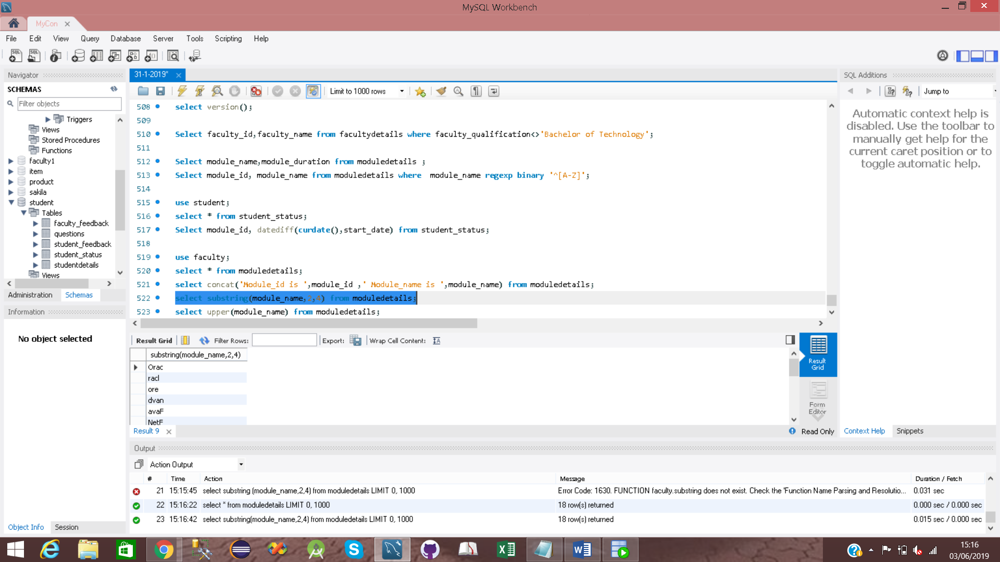 MySQL Workbench
MyCon
File Edit View Query Database Server Tools Scripting Help
Navigator
SCHEMAS
Filter objects
Triggers
Views
Stored Procedures
Functions
faculty1
item
product
sakila
student
Tables
faculty_feedback
questions
student_feedback
student_status
studentdetails
Views
Administration Schemas
Information
No object selected
Object Info Session
31-1-2019*
Limit to 1000 rows
508 select version();
509
510 Select faculty_id,faculty_name from facultydetails where faculty_qualification<>'Bachelor of Technology';
511
512 Select module_name,module_duration from moduledetails ;
513 Select module_id, module_name from moduledetails where  module_name regexp binary '^[A-Z]';
514
515 use student;
516 select * from student_status;
517 Select module_id, datediff(curdate(),start_date) from student_status;
518
519 use faculty;
520 select * from moduledetails;
521 select concat('Module_id is ',module_id ,' Module_name is ',module_name) from moduledetails;
522 select substring(module_name,2,4) from moduledetails;
523 select upper(module_name) from moduledetails;
Result Grid Filter Rows: Export: Wrap Cell Content:
substring(module_name,2,4)
Orac
racl
ore
dvan
avaF
NetF
Result Grid
Form Editor
Result 9
Read Only
SQL Additions
Jump to
Automatic context help is
disabled. Use the toolbar to
manually get help for the
current caret position or to
toggle automatic help.
Context Help Snippets
Output
Action Output
# Time Action Message Duration / Fetch
21 15:15:45 select substring (module_name,2,4) from moduledetails LIMIT 0, 1000 Error Code: 1630. FUNCTION faculty.substring does not exist. Check the 'Function Name Parsing and Resolutio... 0.031 sec
22 15:16:22 select * from moduledetails LIMIT 0, 1000 18 row(s) returned 0.000 sec / 0.000 sec
23 15:16:42 select substring(module_name,2,4) from moduledetails LIMIT 0, 1000 18 row(s) returned 0.015 sec / 0.000 sec
15:16
03/06/2019